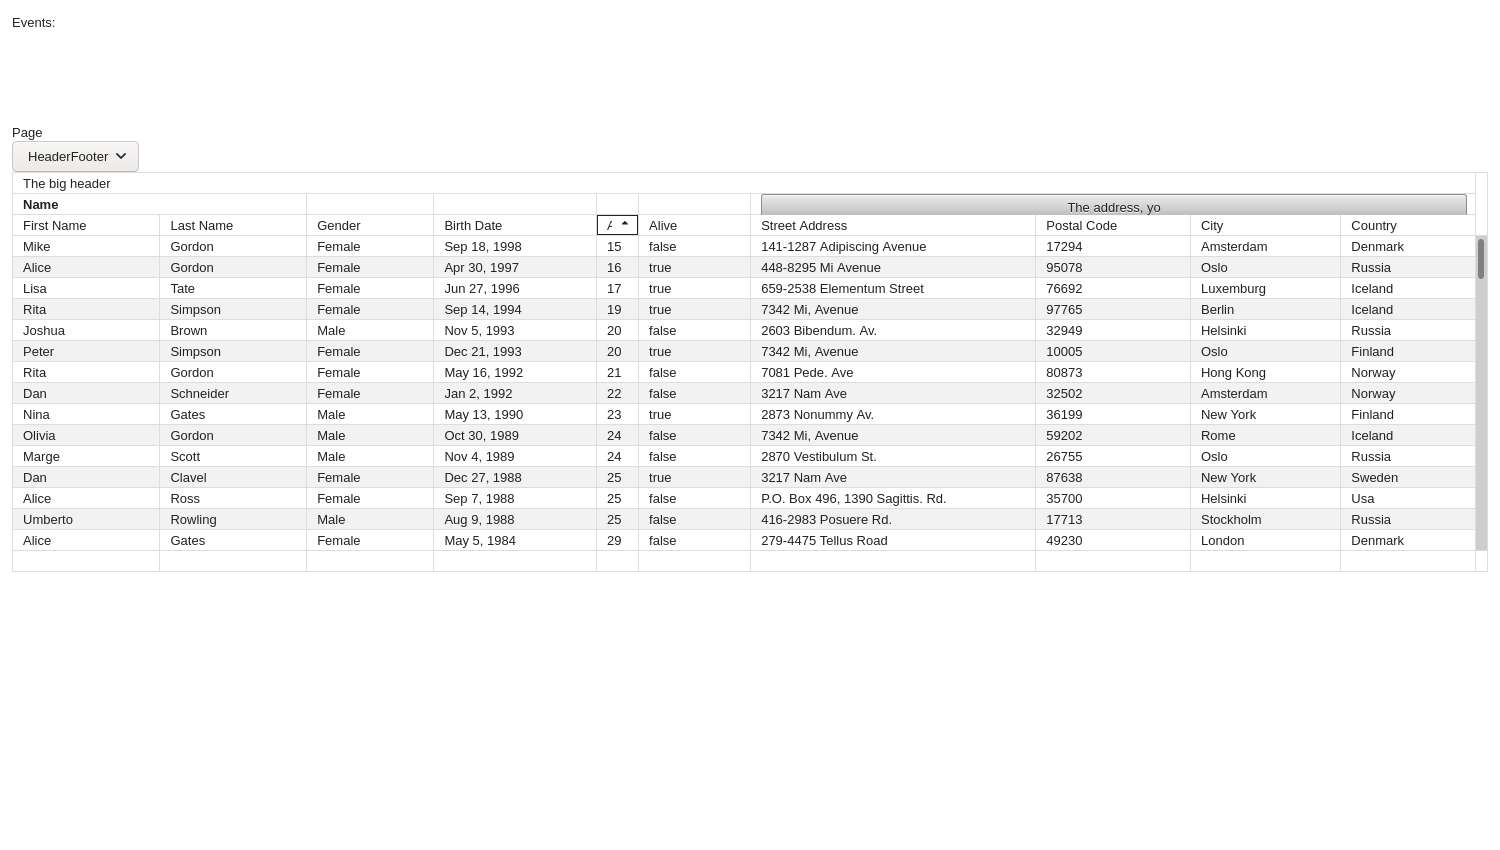 Events:
Page
HeaderFooter
The big header
Name The address, yo
First Name Last Name Gender Birth Date Alive Street Address Postal Code City Country
Mike Gordon Female Sep 18, 1998 15 false 141-1287 Adipiscing Avenue 17294 Amsterdam Denmark
Alice Gordon Female Apr 30, 1997 16 true 448-8295 Mi Avenue 95078 Oslo Russia
Lisa Tate Female Jun 27, 1996 17 true 659-2538 Elementum Street 76692 Luxemburg Iceland
Rita Simpson Female Sep 14, 1994 19 true 7342 Mi, Avenue 97765 Berlin Iceland
Joshua Brown Male Nov 5, 1993 20 false 2603 Bibendum. Av. 32949 Helsinki Russia
Peter Simpson Female Dec 21, 1993 20 true 7342 Mi, Avenue 10005 Oslo Finland
Rita Gordon Female May 16, 1992 21 false 7081 Pede. Ave 80873 Hong Kong Norway
Dan Schneider Female Jan 2, 1992 22 false 3217 Nam Ave 32502 Amsterdam Norway
Nina Gates Male May 13, 1990 23 true 2873 Nonummy Av. 36199 New York Finland
Olivia Gordon Male Oct 30, 1989 24 false 7342 Mi, Avenue 59202 Rome Iceland
Marge Scott Male Nov 4, 1989 24 false 2870 Vestibulum St. 26755 Oslo Russia
Dan Clavel Female Dec 27, 1988 25 true 3217 Nam Ave 87638 New York Sweden
Alice Ross Female Sep 7, 1988 25 false P.O. Box 496, 1390 Sagittis. Rd. 35700 Helsinki Usa
Umberto Rowling Male Aug 9, 1988 25 false 416-2983 Posuere Rd. 17713 Stockholm Russia
Alice Gates Female May 5, 1984 29 false 279-4475 Tellus Road 49230 London Denmark